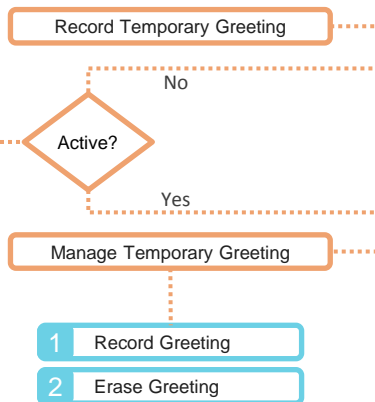 Record Temporary Greeting
No
Active?
Yes
Manage Temporary Greeting
1 Record Greeting
2 Erase Greeting